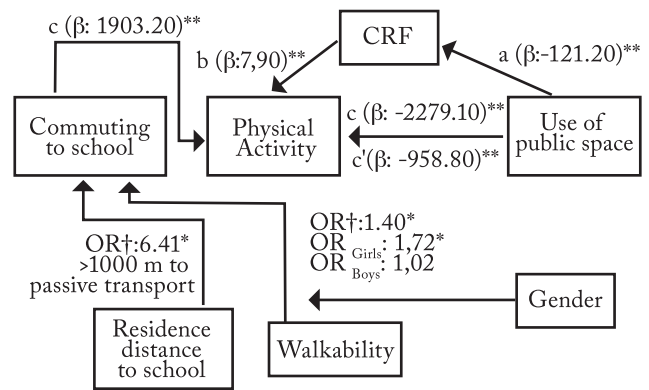 c (β: 1903.20)**
CRF
a (β:-121.20)**
b (β:7,90)**
Commuting
to school
Physical
Activity
c (β: -2279.10)**
c'(β: -958.80)**
Use of
public space
OR†:6.41*
>1000 m to
passive transport
OR†:1.40*
OR Girls: 1,72*
OR Boys: 1,02
Gender
Residence
distance
to school
Walkability